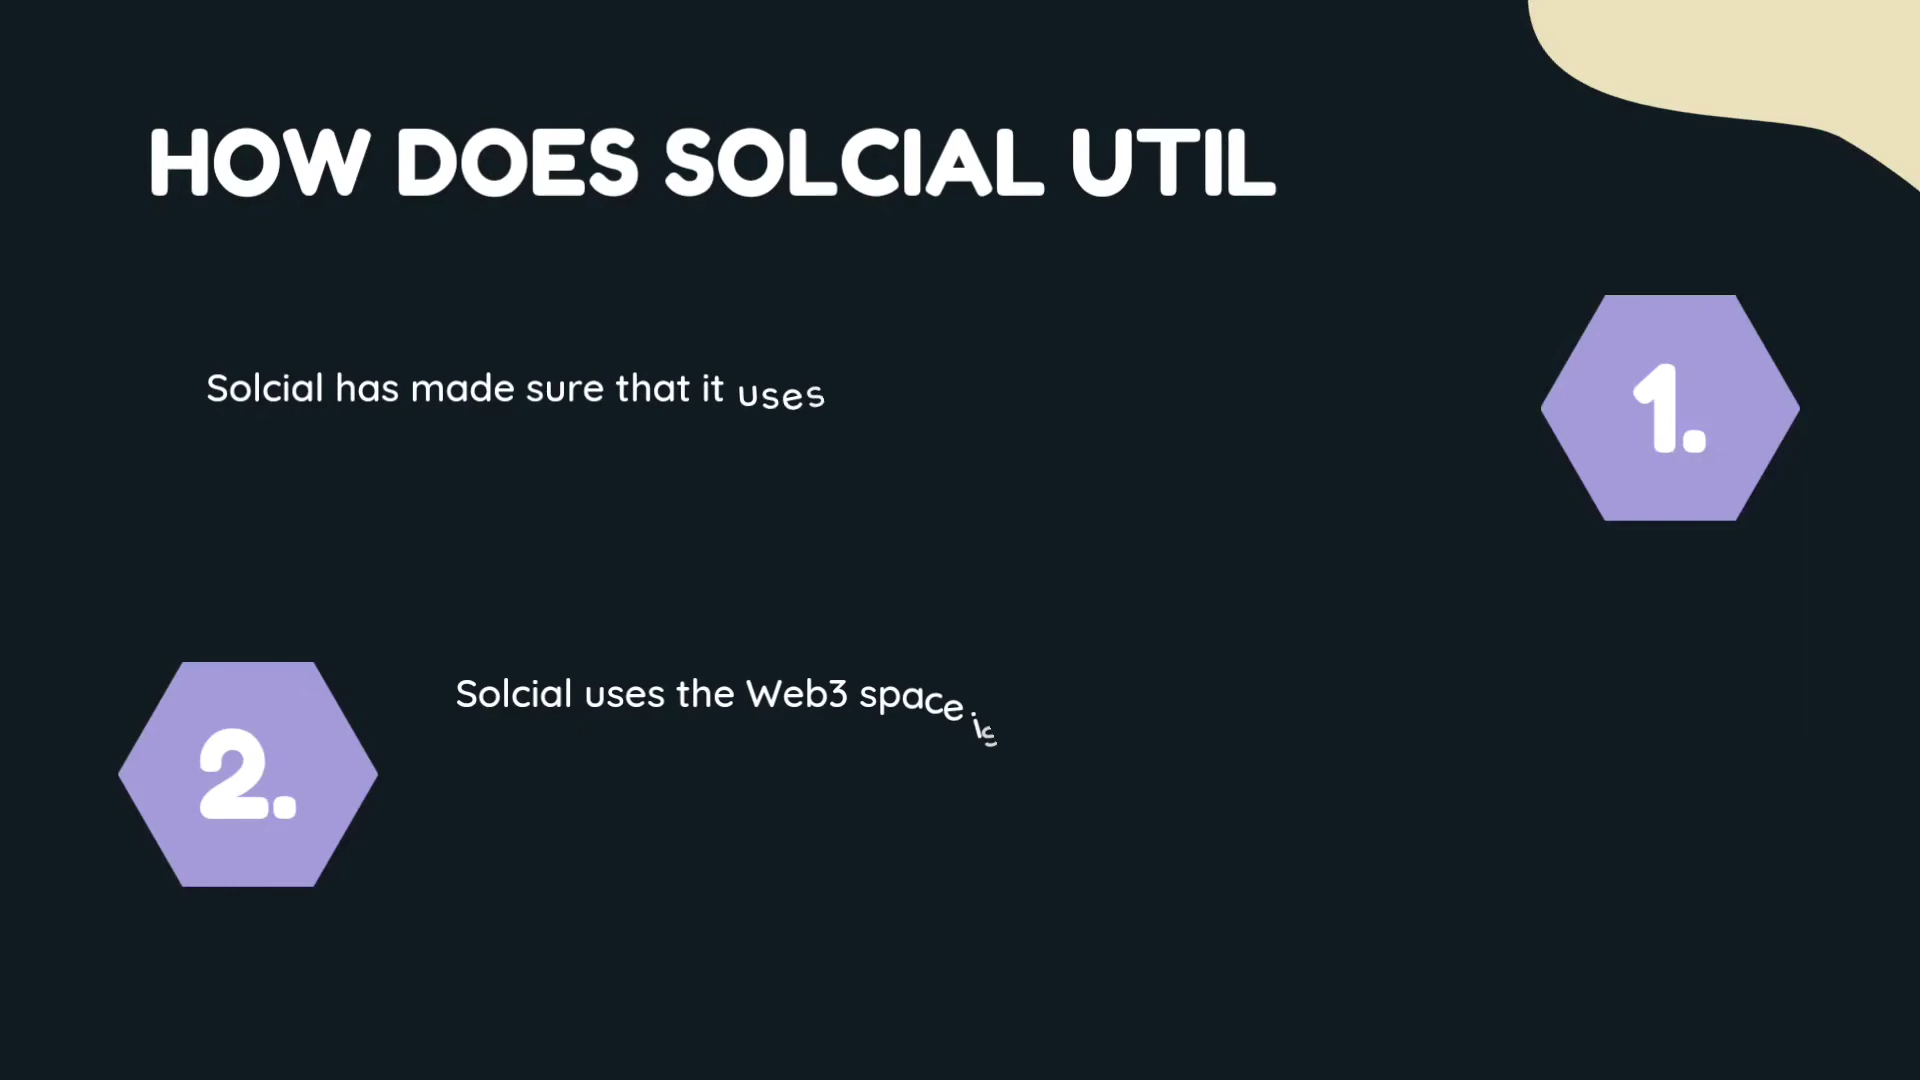 HOW DOES SOLCIAL UTIL
Solcial has made sure that it uses
1.
2.
Solcial uses the Web3 space